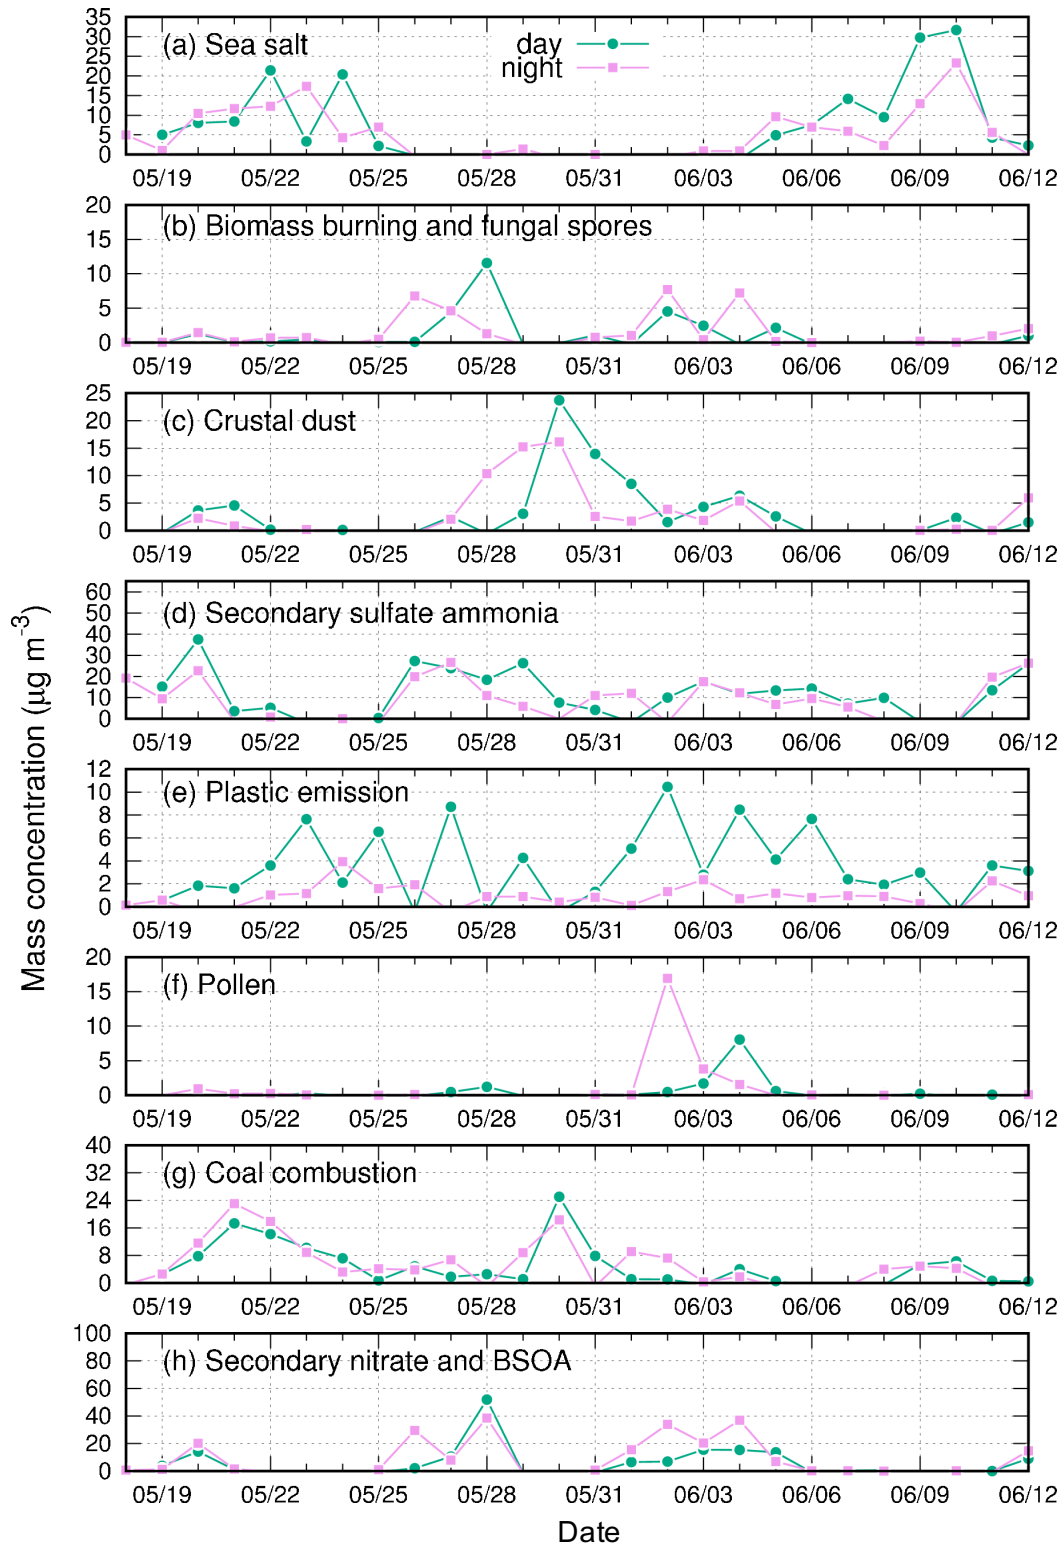 (a) Sea salt
day
night
35
30
25
20
15
10
5
0
05/19 05/22 05/25 05/28 05/31 06/03 06/06 06/09 06/12
(b) Biomass burning and fungal spores
20
15
10
5
0
05/19 05/22 05/25 05/28 05/31 06/03 06/06 06/09 06/12
(c) Crustal dust
25
20
15
10
5
0
05/19 05/22 05/25 05/28 05/31 06/03 06/06 06/09 06/12
(d) Secondary sulfate ammonia
60
50
40
30
20
10
0
05/19 05/22 05/25 05/28 05/31 06/03 06/06 06/09 06/12
Mass concentration (µg m⁻³)
(e) Plastic emission
12
10
8
6
4
2
0
05/19 05/22 05/25 05/28 05/31 06/03 06/06 06/09 06/12
(f) Pollen
20
15
10
5
0
05/19 05/22 05/25 05/28 05/31 06/03 06/06 06/09 06/12
(g) Coal combustion
40
32
24
16
8
0
05/19 05/22 05/25 05/28 05/31 06/03 06/06 06/09 06/12
(h) Secondary nitrate and BSOA
100
80
60
40
20
0
05/19 05/22 05/25 05/28 05/31 06/03 06/06 06/09 06/12
Date